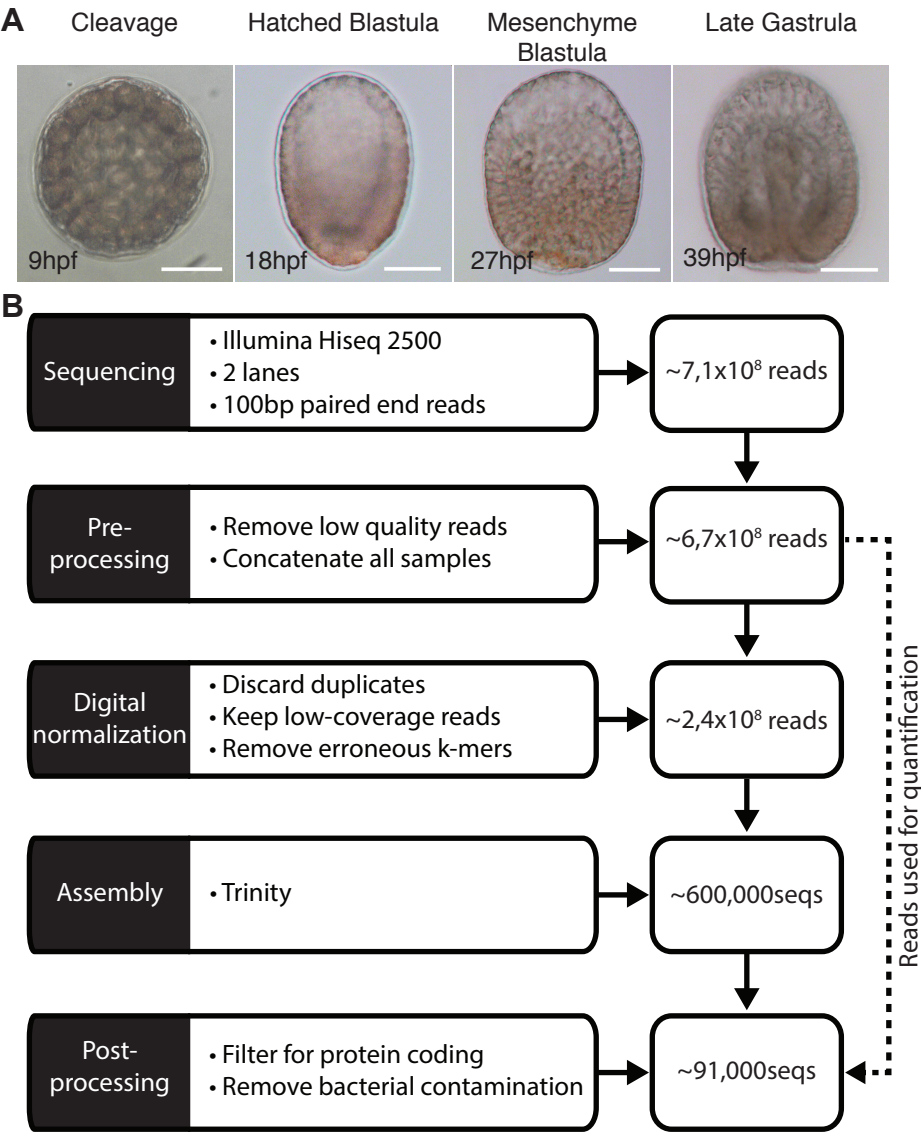 A
Cleavage
Hatched Blastula
Mesenchyme
Blastula
Late Gastrula
9hpf
18hpf
27hpf
39hpf
B
Sequencing
• Illumina Hiseq 2500
• 2 lanes
• 100bp paired end reads
~7,1x10⁸ reads
Pre-
processing
• Remove low quality reads
• Concatenate all samples
~6,7x10⁸ reads
Digital
normalization
• Discard duplicates
• Keep low-coverage reads
• Remove erroneous k-mers
~2,4x10⁸ reads
Assembly
• Trinity
~600,000seqs
Post-
processing
• Filter for protein coding
• Remove bacterial contamination
~91,000seqs
Reads used for quantification